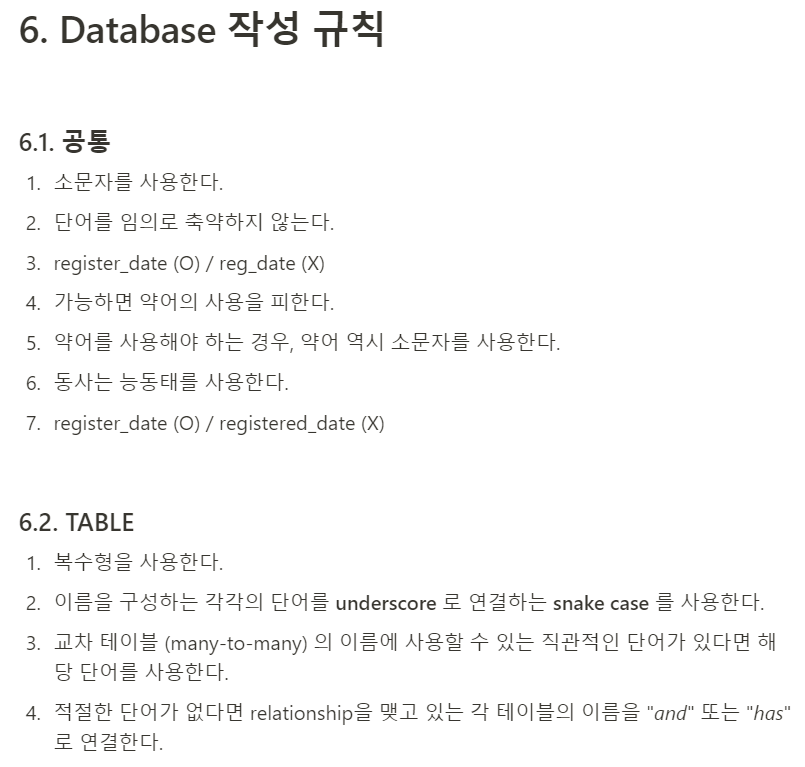 6. Database 작성 규칙
6.1. 공통
1. 소문자를 사용한다.
2. 단어를 임의로 축약하지 않는다.
3. register_date (O) / reg_date (X)
4. 가능하면 약어의 사용을 피한다.
5. 약어를 사용해야 하는 경우, 약어 역시 소문자를 사용한다.
6. 동사는 능동태를 사용한다.
7. register_date (O) / registered_date (X)
6.2. TABLE
1. 복수형을 사용한다.
2. 이름을 구성하는 각각의 단어를 underscore 로 연결하는 snake case 를 사용한다.
3. 교차 테이블 (many-to-many) 의 이름에 사용할 수 있는 직관적인 단어가 있다면 해
당 단어를 사용한다.
4. 적절한 단어가 없다면 relationship을 맺고 있는 각 테이블의 이름을 "and" 또는 "has"
로 연결한다.